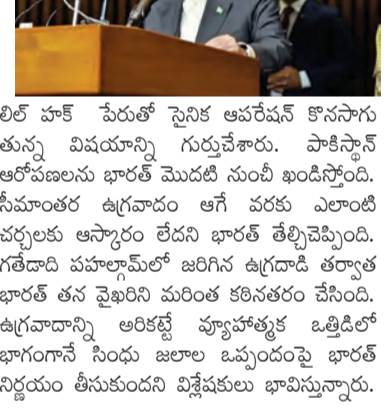 లిల్ హక్ పేరుతో సైనిక ఆపరేషన్ కొనసాగు
తున్న విషయాన్ని గుర్తుచేశారు. పాకిస్థాన్
ఆరోపణలను భారత్ మొదటి నుంచీ ఖండిస్తోంది.
సీమాంతర ఉగ్రవాదం ఆగే వరకు ఎలాంటి
చర్చలకు ఆస్కారం లేదని భారత్ తేల్చిచెప్పింది.
గతేడాది పహల్గామ్‌లో జరిగిన ఉగ్రదాడి తర్వాత
భారత్ తన వైఖరిని మరింత కఠినతరం చేసింది.
ఉగ్రవాదాన్ని అరికట్టే వ్యూహాత్మక ఒత్తిడిలో
భాగంగానే సింధు జలాల ఒప్పందంపై భారత్
నిర్ణయం తీసుకుందని విశ్లేషకులు భావిస్తున్నారు.